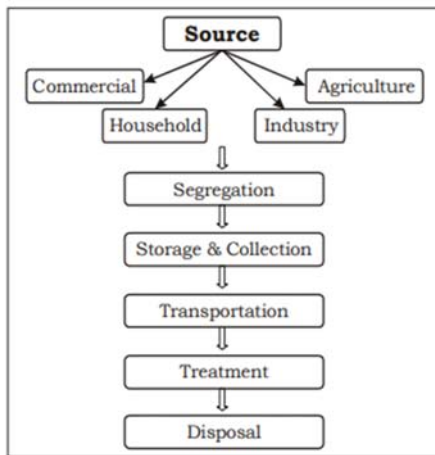 Source
Commercial
Agriculture
Household
Industry
Segregation
Storage & Collection
Transportation
Treatment
Disposal